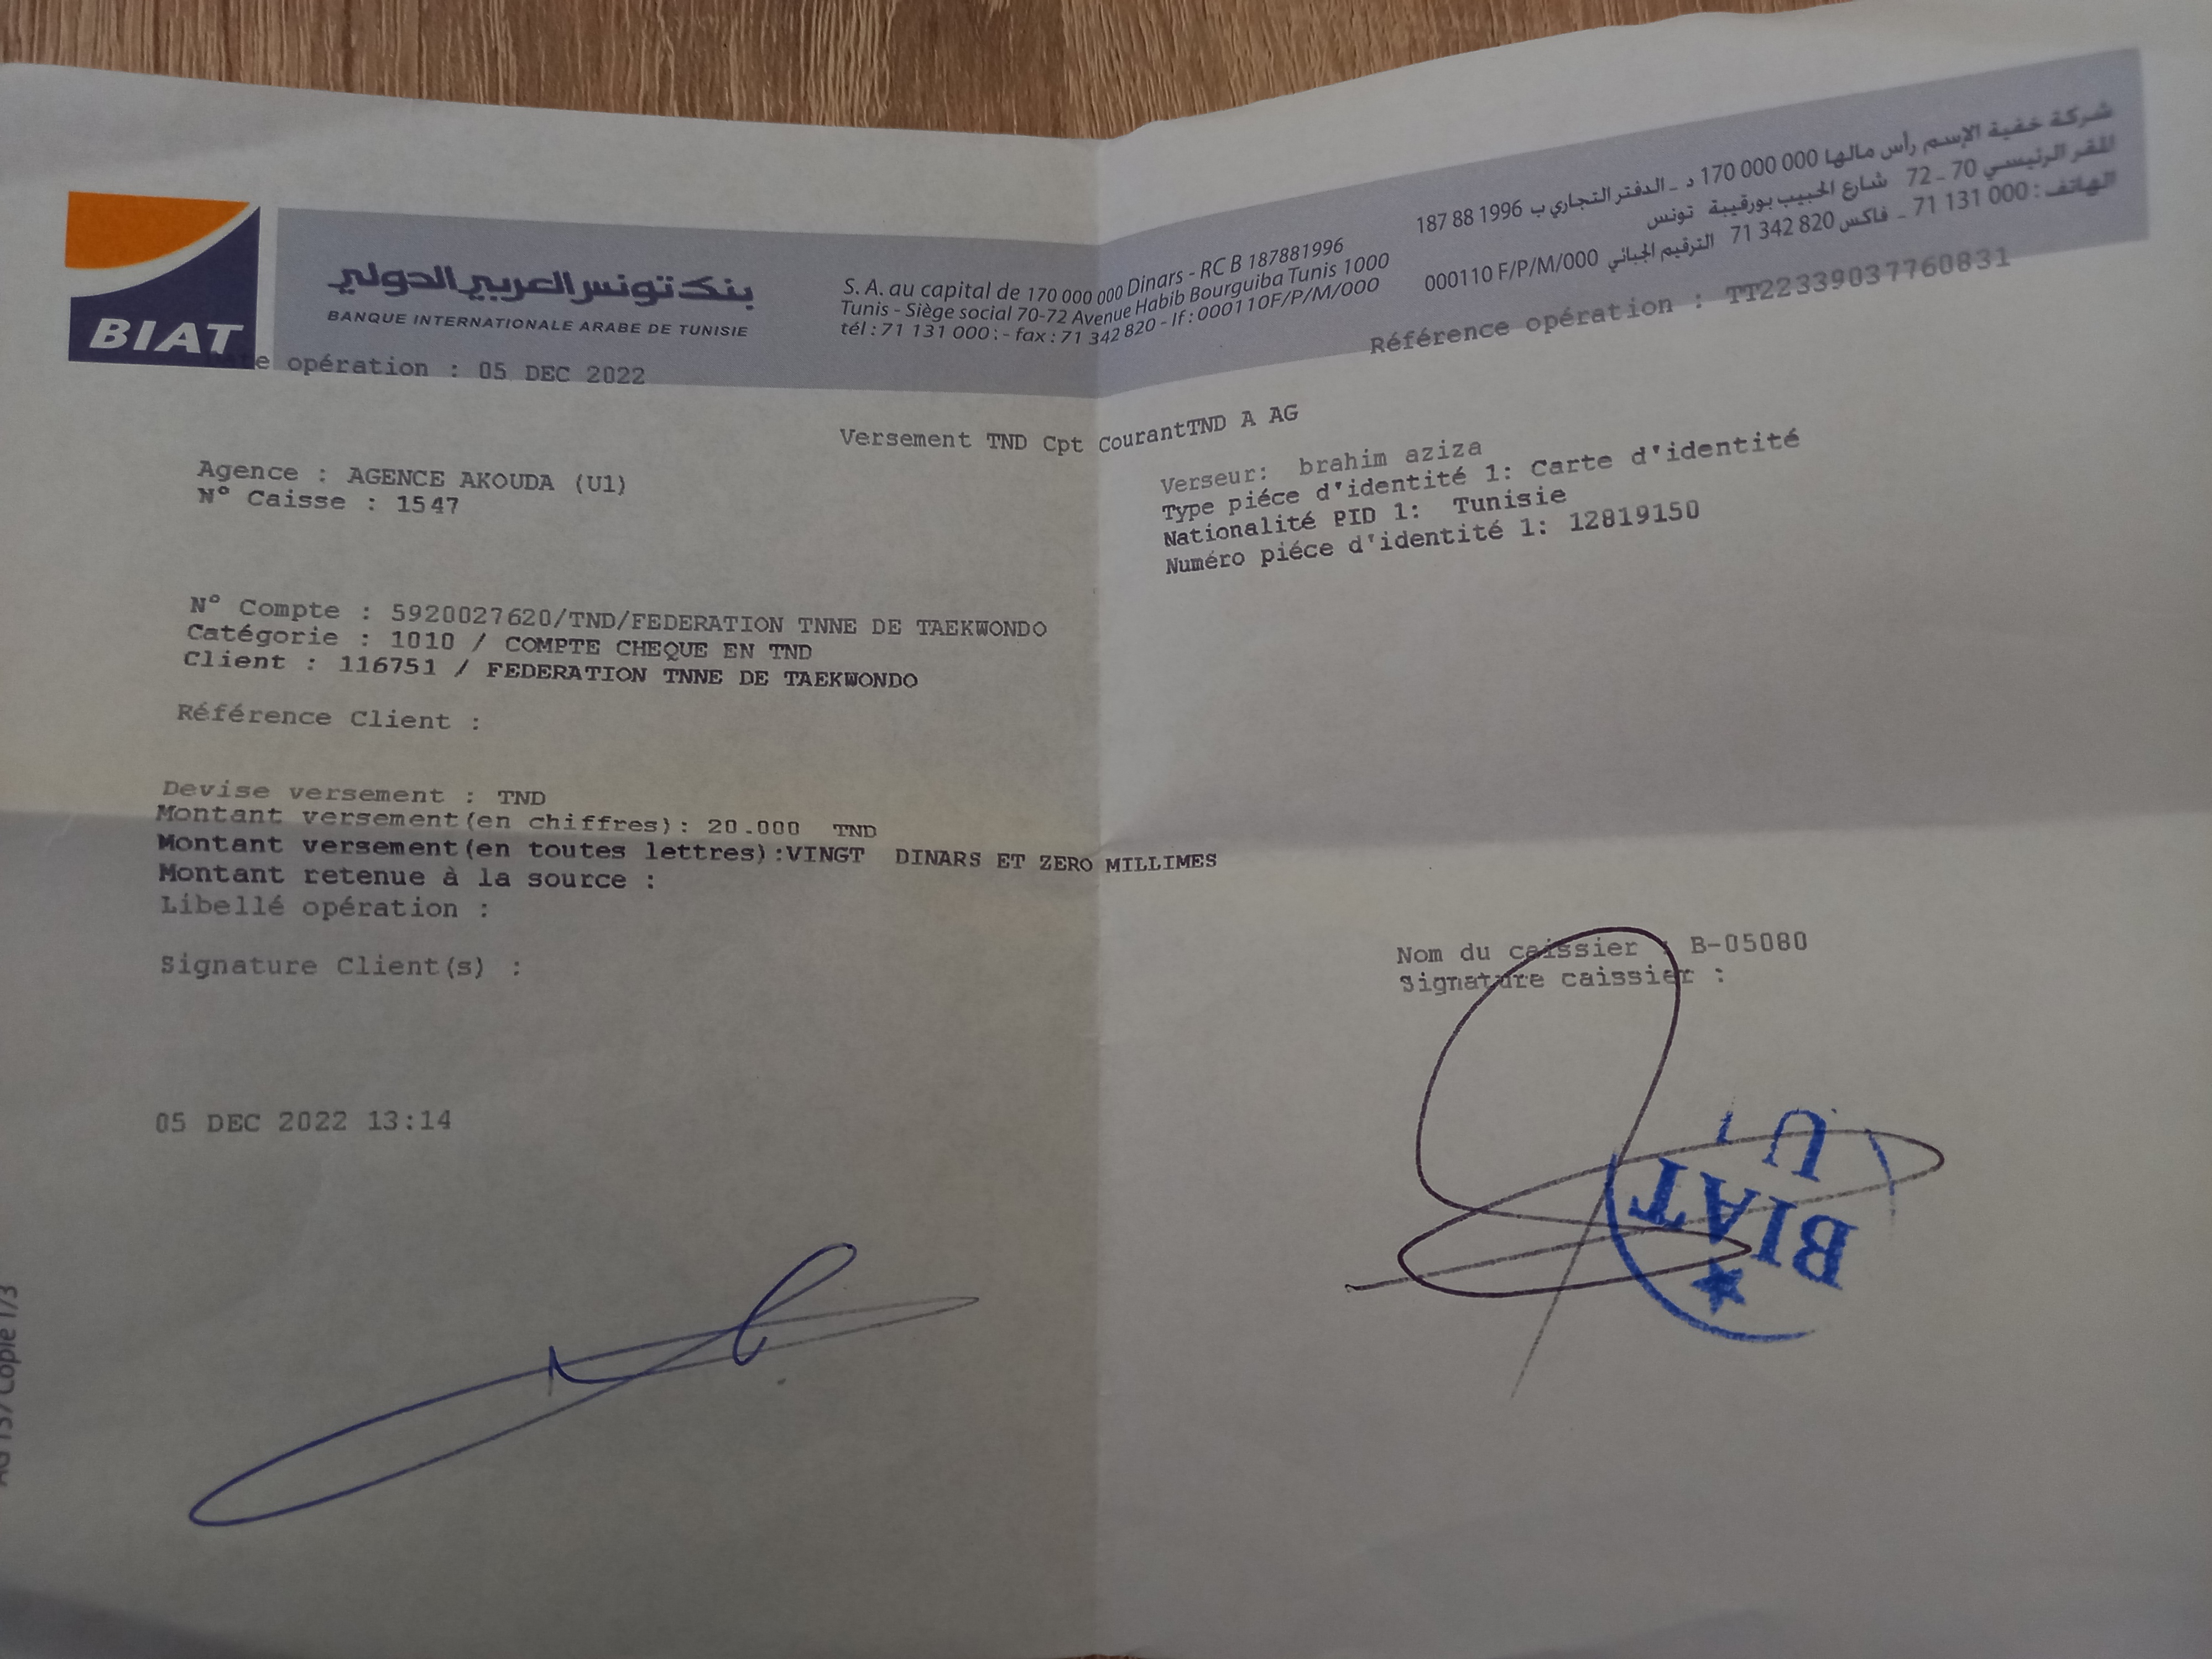 BIAT
بنك تونس العربي الدولي
BANQUE INTERNATIONALE ARABE DE TUNISIE
S. A. au capital de 170 000 000 Dinars - RC B 187881996
Tunis - Siège social 70-72 Avenue Habib Bourguiba Tunis 1000
tél : 71 131 000 : - fax : 71 342 820 - If : 000110F/P/M/000
شركة خفية الإسم رأس مالها 000 000 170 د ـ الدفتر التجاري ب 1996 88 187
المقر الرئيسي 70 ـ 72 شارع الحبيب بورقيبة تونس
الهاتف : 000 131 71 ـ فاكس 820 342 71 الترقيم الجبائي 000110 F/P/M/000
Date opération : 05 DEC 2022
Référence opération : TT22339037760831
Versement TND Cpt CourantTND A AG
Agence : AGENCE AKOUDA (U1)
N° Caisse : 1547
Verseur: brahim aziza
Type piéce d'identité 1: Carte d'identité
Nationalité PID 1: Tunisie
Numéro piéce d'identité 1: 12819150
N° Compte : 5920027620/TND/FEDERATION TNNE DE TAEKWONDO
Catégorie : 1010 / COMPTE CHEQUE EN TND
Client : 116751 / FEDERATION TNNE DE TAEKWONDO
Référence Client :
Devise versement : TND
Montant versement(en chiffres): 20.000 TND
Montant versement(en toutes lettres):VINGT DINARS ET ZERO MILLIMES
Montant retenue à la source :
Libellé opération :
Signature Client(s) :
Nom du caissier : B-05080
Signature caissier :
05 DEC 2022 13:14
BIAT
U
AG 137 Copie 1/3